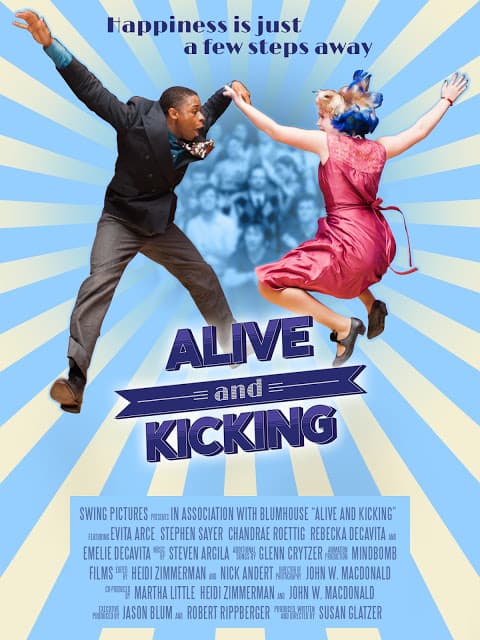 Happiness is just
a few steps away
ALIVE
and
KICKING
SWING PICTURES PRESENTS IN ASSOCIATION WITH BLUMHOUSE "ALIVE AND KICKING"
FEATURING EVITA ARCE STEPHEN SAYER CHANDRAE ROETTIG REBECKA DECAVITA AND
EMELIE DECAVITA MUSIC BY STEVEN ARGILA ADDITIONAL SONGS BY GLENN CRYTZER ANIMATION PRODUCTION MINDBOMB
FILMS EDITED BY HEIDI ZIMMERMAN AND NICK ANDERT DIRECTOR OF PHOTOGRAPHY JOHN W. MACDONALD
CO-PRODUCED BY MARTHA LITTLE HEIDI ZIMMERMAN AND JOHN W. MACDONALD
EXECUTIVE PRODUCED BY JASON BLUM AND ROBERT RIPPBERGER PRODUCED, WRITTEN AND DIRECTED BY SUSAN GLATZER